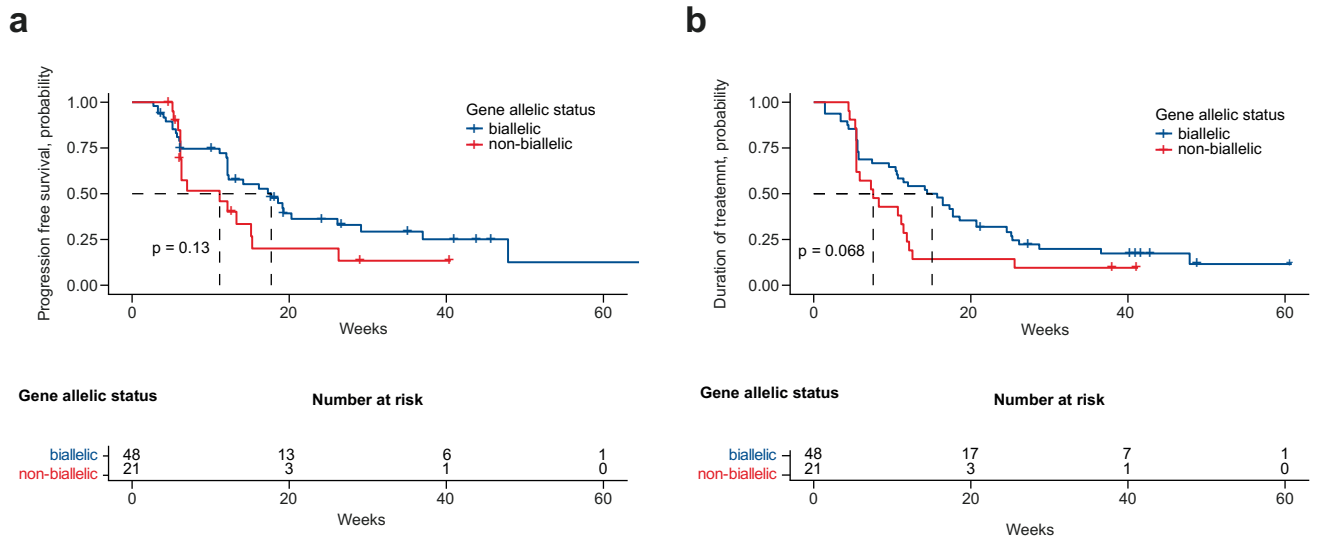 a
Progression free survival, probability
1.00
0.75
0.50
0.25
0.00
p = 0.13
Gene allelic status
biallelic
non-biallelic
0 20 40 60
Weeks
Gene allelic status
Number at risk
biallelic 48 13 6 1
non-biallelic 21 3 1 0
0 20 40 60
Weeks
b
Duration of treatemnt, probability
1.00
0.75
0.50
0.25
0.00
p = 0.068
Gene allelic status
biallelic
non-biallelic
0 20 40 60
Weeks
Gene allelic status
Number at risk
biallelic 48 17 7 1
non-biallelic 21 3 1 0
0 20 40 60
Weeks